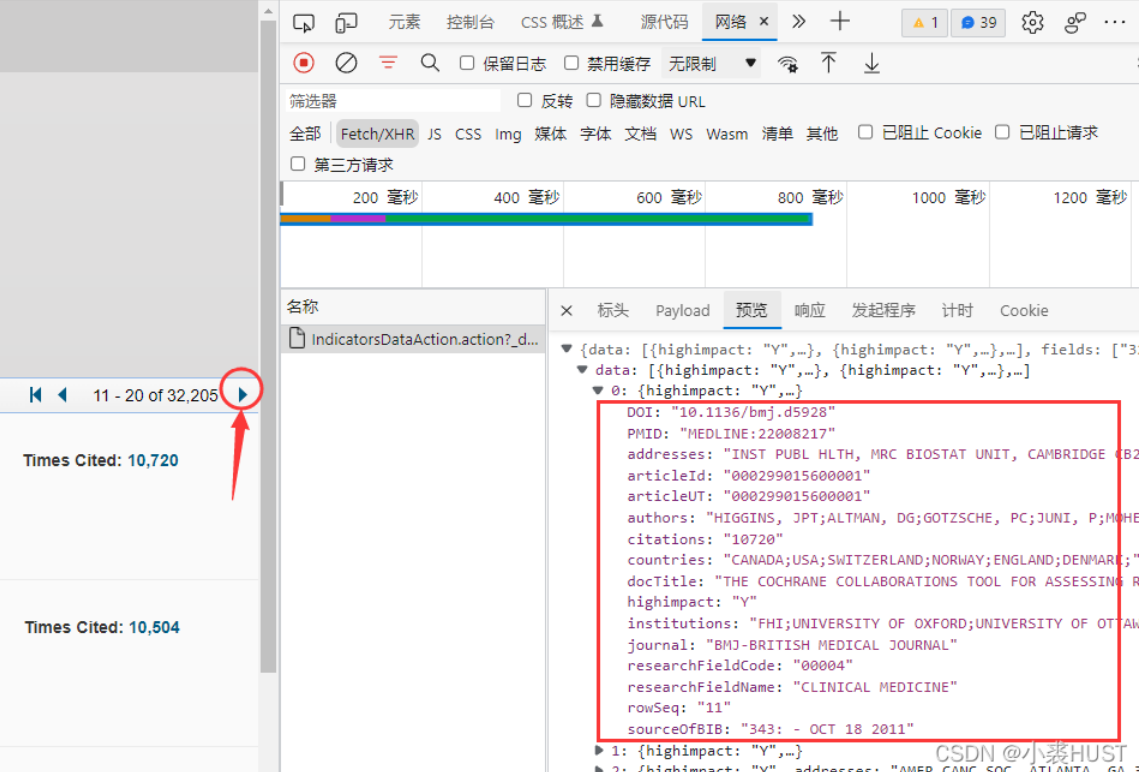 元素 控制台 CSS 概述 源代码 网络 × » + 1 39 ···
保留日志 禁用缓存 无限制 ▼
筛选器 反转 隐藏数据 URL
全部 Fetch/XHR JS CSS Img 媒体 字体 文档 WS Wasm 清单 其他 已阻止 Cookie 已阻止请求
第三方请求
200 毫秒 400 毫秒 600 毫秒 800 毫秒 1000 毫秒 1200 毫秒
名称
IndicatorsDataAction.action?_d...
× 标头 Payload 预览 响应 发起程序 计时 Cookie
▼ {data: [{highimpact: "Y",…}, {highimpact: "Y",…},…], fields: ["32
▼ data: [{highimpact: "Y",…}, {highimpact: "Y",…},…]
▼ 0: {highimpact: "Y",…}
DOI: "10.1136/bmj.d5928"
PMID: "MEDLINE:22008217"
addresses: "INST PUBL HLTH, MRC BIOSTAT UNIT, CAMBRIDGE CB2
articleId: "000299015600001"
articleUT: "000299015600001"
authors: "HIGGINS, JPT;ALTMAN, DG;GOTZSCHE, PC;JUNI, P;MOHE
citations: "10720"
countries: "CANADA;USA;SWITZERLAND;NORWAY;ENGLAND;DENMARK;"
docTitle: "THE COCHRANE COLLABORATIONS TOOL FOR ASSESSING R
highimpact: "Y"
institutions: "FHI;UNIVERSITY OF OXFORD;UNIVERSITY OF OTTAW
journal: "BMJ-BRITISH MEDICAL JOURNAL"
researchFieldCode: "00004"
researchFieldName: "CLINICAL MEDICINE"
rowSeq: "11"
sourceOfBIB: "343: - OCT 18 2011"
▶ 1: {highimpact: "Y",…}
11 - 20 of 32,205
Times Cited: 10,720
Times Cited: 10,504
CSDN @小裘HUST